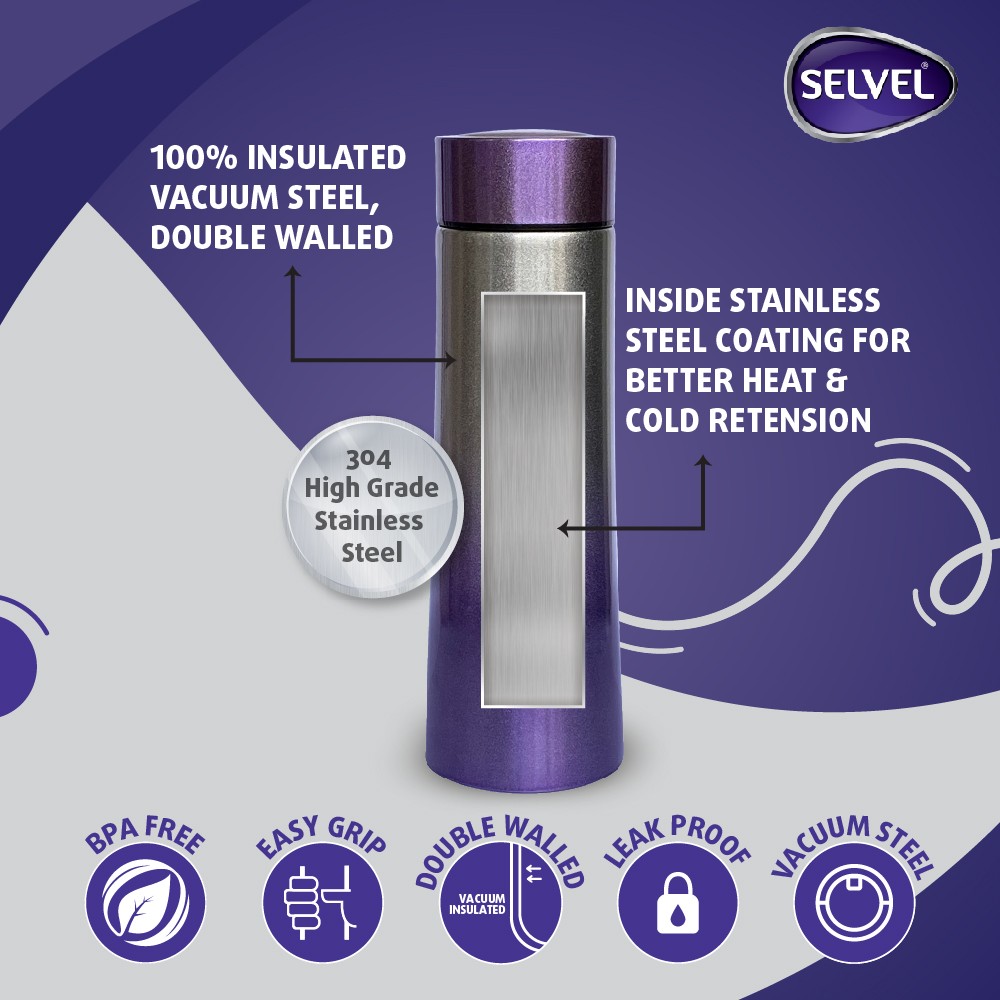 SELVEL®
100% INSULATED
VACUUM STEEL,
DOUBLE WALLED
INSIDE STAINLESS
STEEL COATING FOR
BETTER HEAT &
COLD RETENSION
304
High Grade
Stainless
Steel
BPA FREE
EASY GRIP
DOUBLE WALLED
VACUUM
INSULATED
LEAK PROOF
VACUUM STEEL